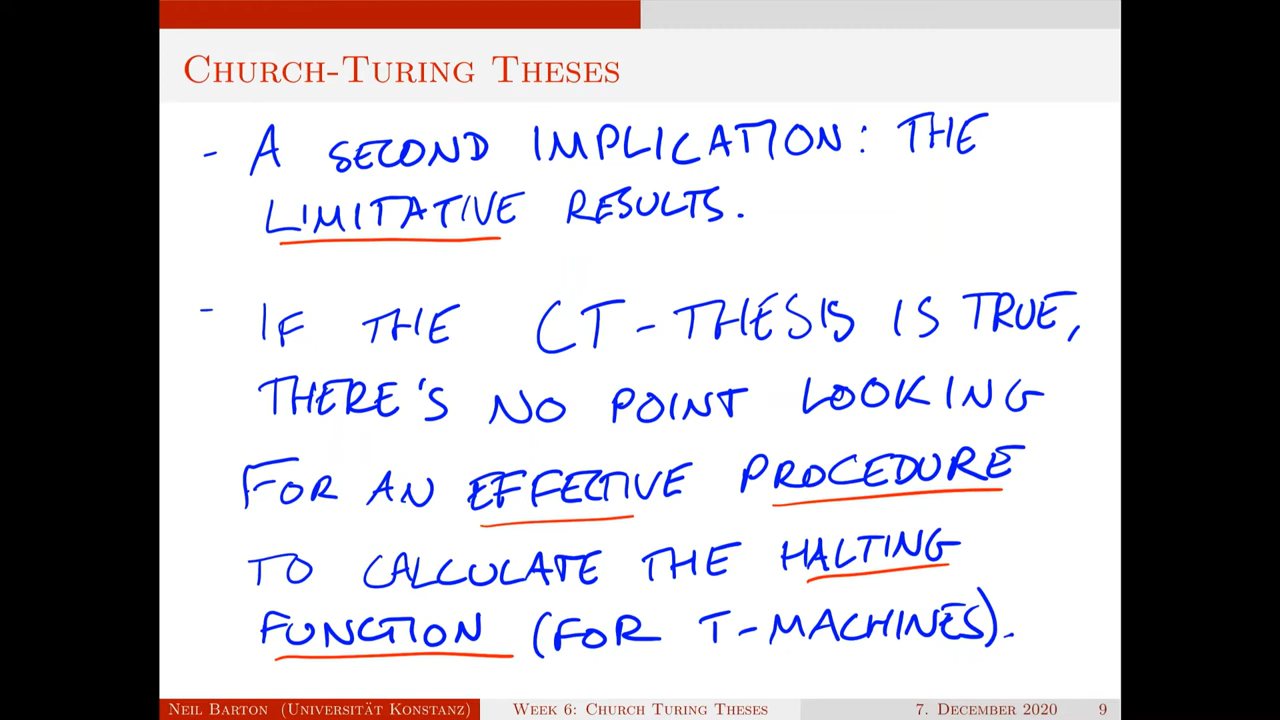 CHURCH-TURING THESES
- A SECOND IMPLICATION: THE
LIMITATIVE RESULTS.
- IF THE CT-THESIS IS TRUE,
THERE'S NO POINT LOOKING
FOR AN EFFECTIVE PROCEDURE
TO CALCULATE THE HALTING
FUNCTION (FOR T-MACHINES).
NEIL BARTON (UNIVERSITÄT KONSTANZ) WEEK 6: CHURCH TURING THESES 7. DECEMBER 2020 9